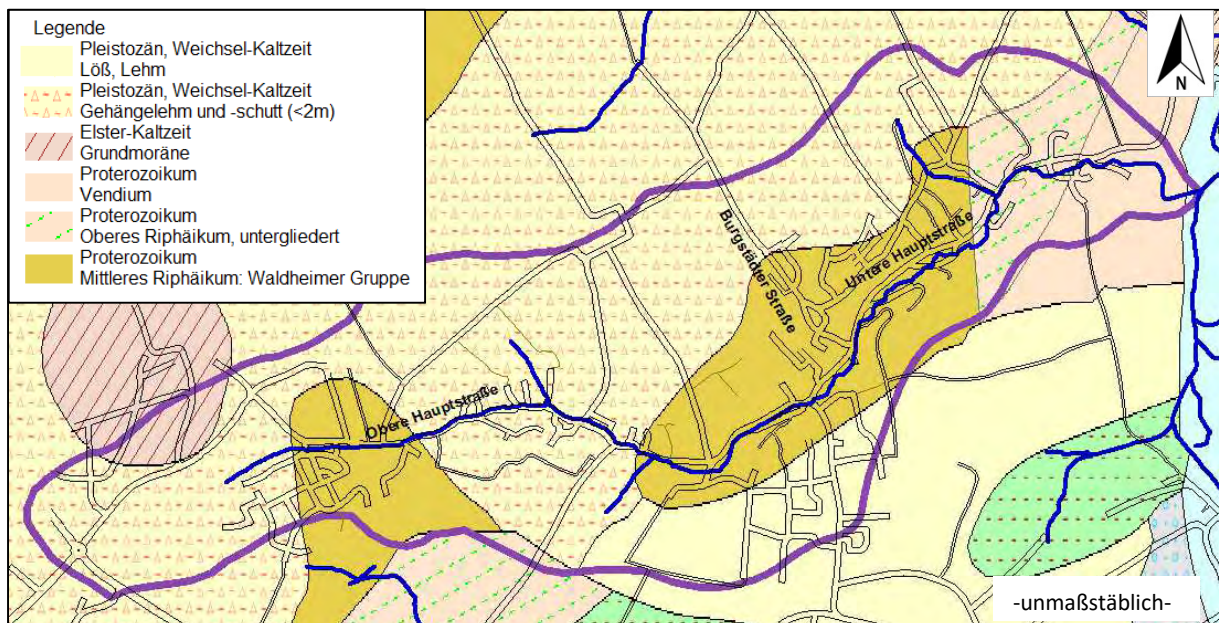 Legende
Pleistozän, Weichsel-Kaltzeit
Löß, Lehm
Pleistozän, Weichsel-Kaltzeit
Gehängelehm und -schutt (<2m)
Elster-Kaltzeit
Grundmoräne
Proterozoikum
Vendium
Proterozoikum
Oberes Riphäikum, untergliedert
Proterozoikum
Mittleres Riphäikum: Waldheimer Gruppe
N
Burgstädter Straße
Untere Hauptstraße
Obere Hauptstraße
-unmaßstäblich-